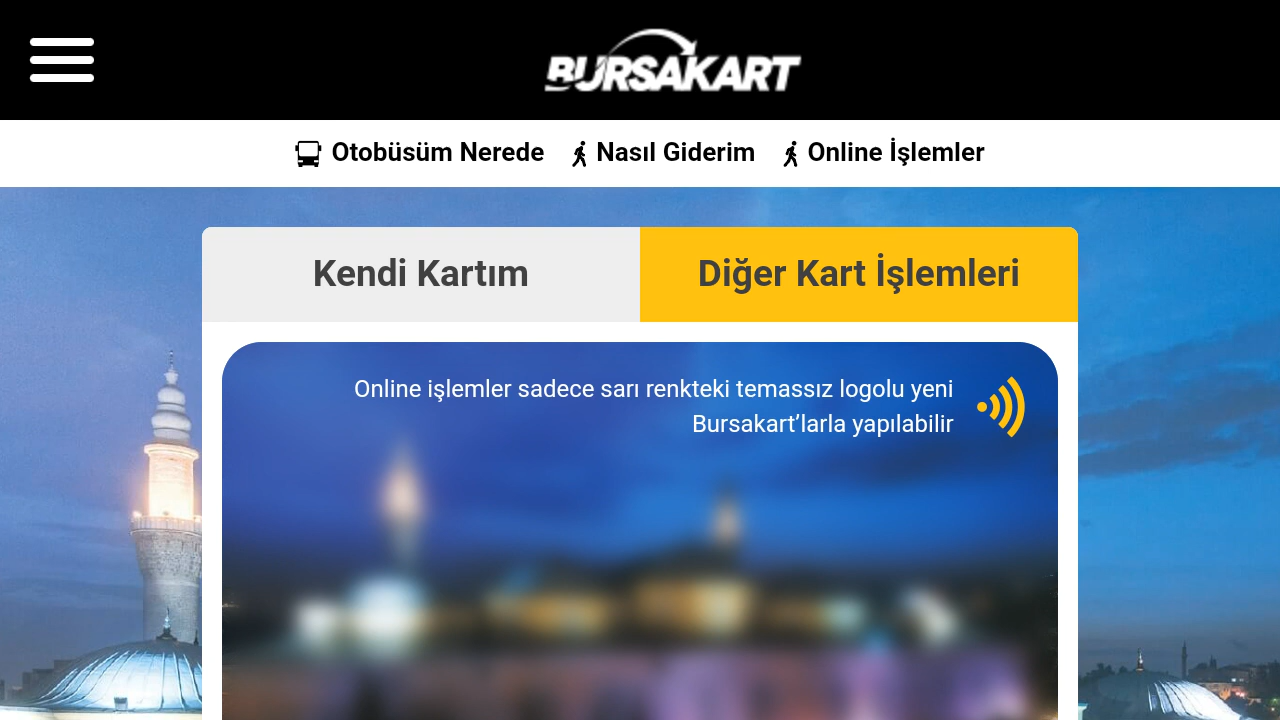 BURSAKART
Otobüsüm Nerede Nasıl Giderim Online İşlemler
Kendi Kartım Diğer Kart İşlemleri
Online işlemler sadece sarı renkteki temassız logolu yeni
Bursakart’larla yapılabilir